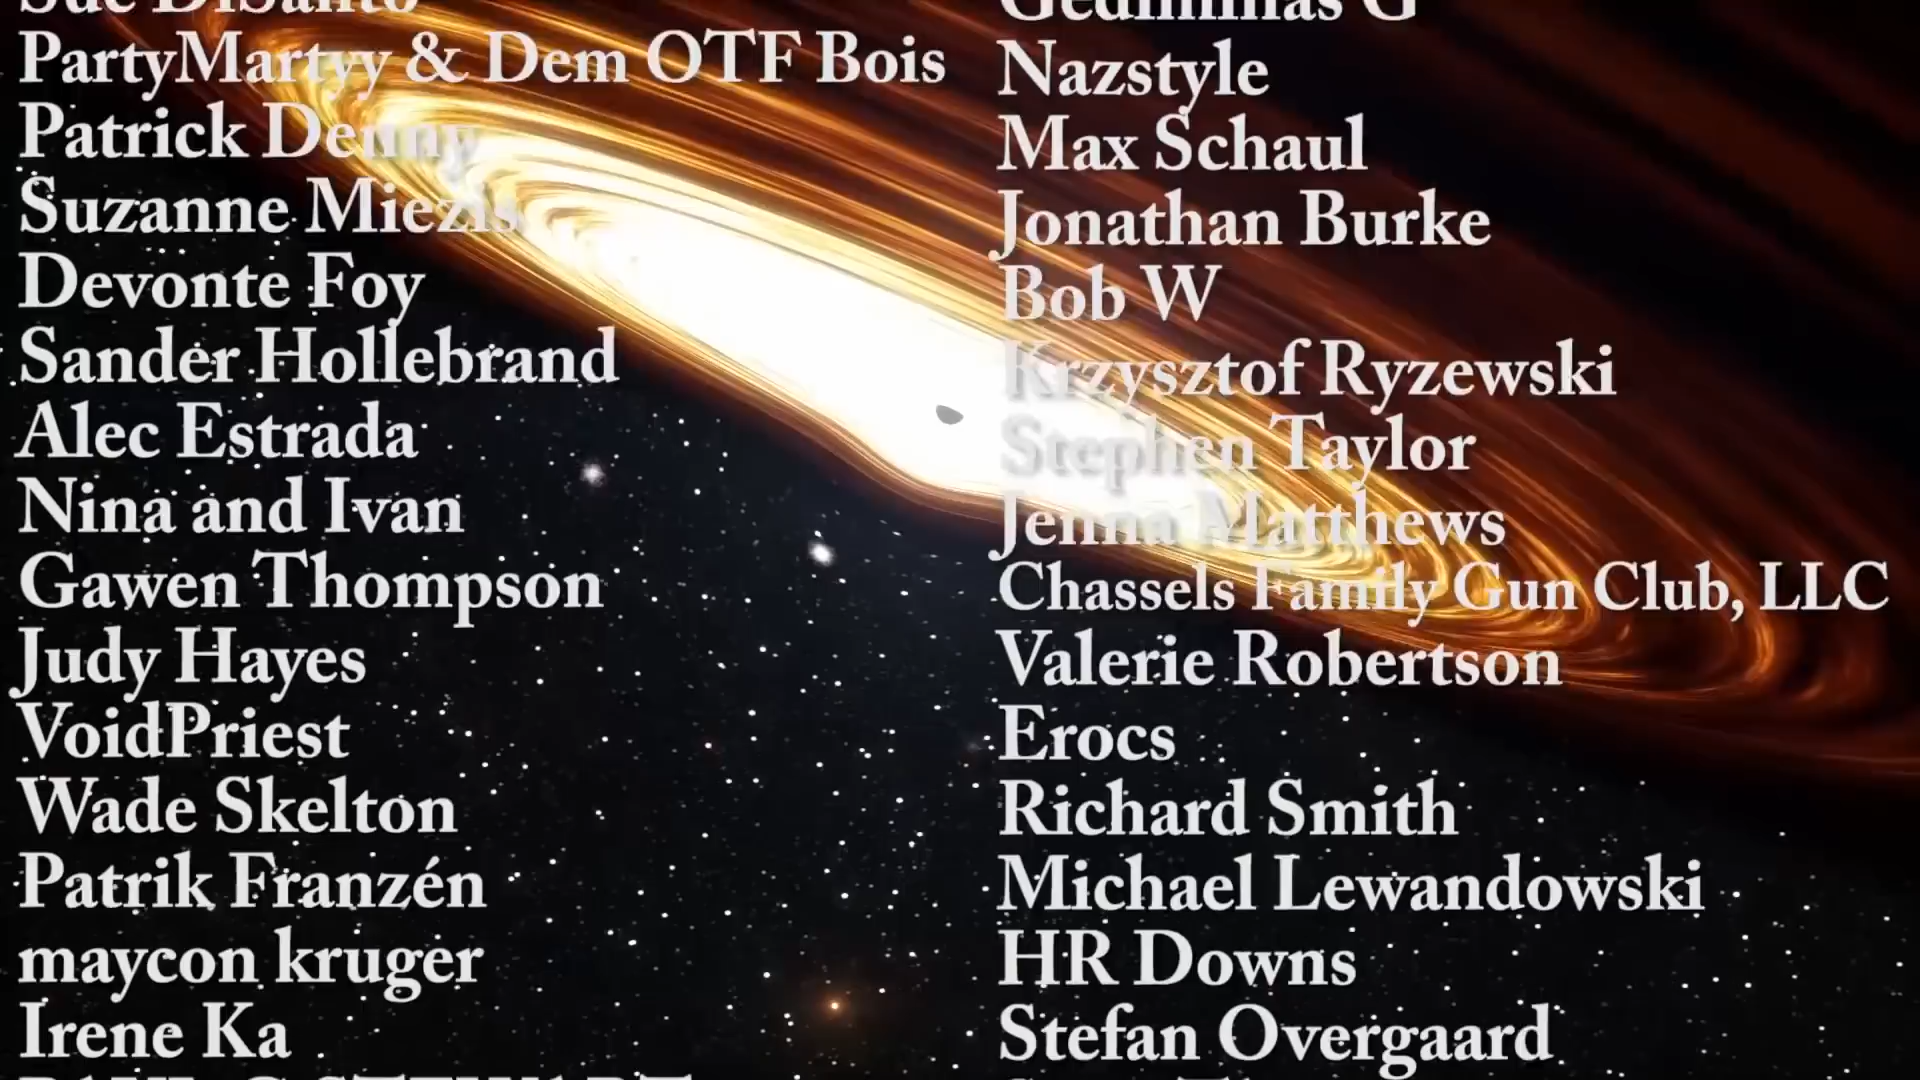 Sue DiSanto
PartyMartyy & Dem OTF Bois
Patrick Denny
Suzanne Miezis
Devonte Foy
Sander Hollebrand
Alec Estrada
Nina and Ivan
Gawen Thompson
Judy Hayes
VoidPriest
Wade Skelton
Patrik Franzén
maycon kruger
Irene Ka
Gediminas G
Nazstyle
Max Schaul
Jonathan Burke
Bob W
Krzysztof Ryzewski
Stephen Taylor
Jenna Matthews
Chassels Family Gun Club, LLC
Valerie Robertson
Erocs
Richard Smith
Michael Lewandowski
HR Downs
Stefan Overgaard